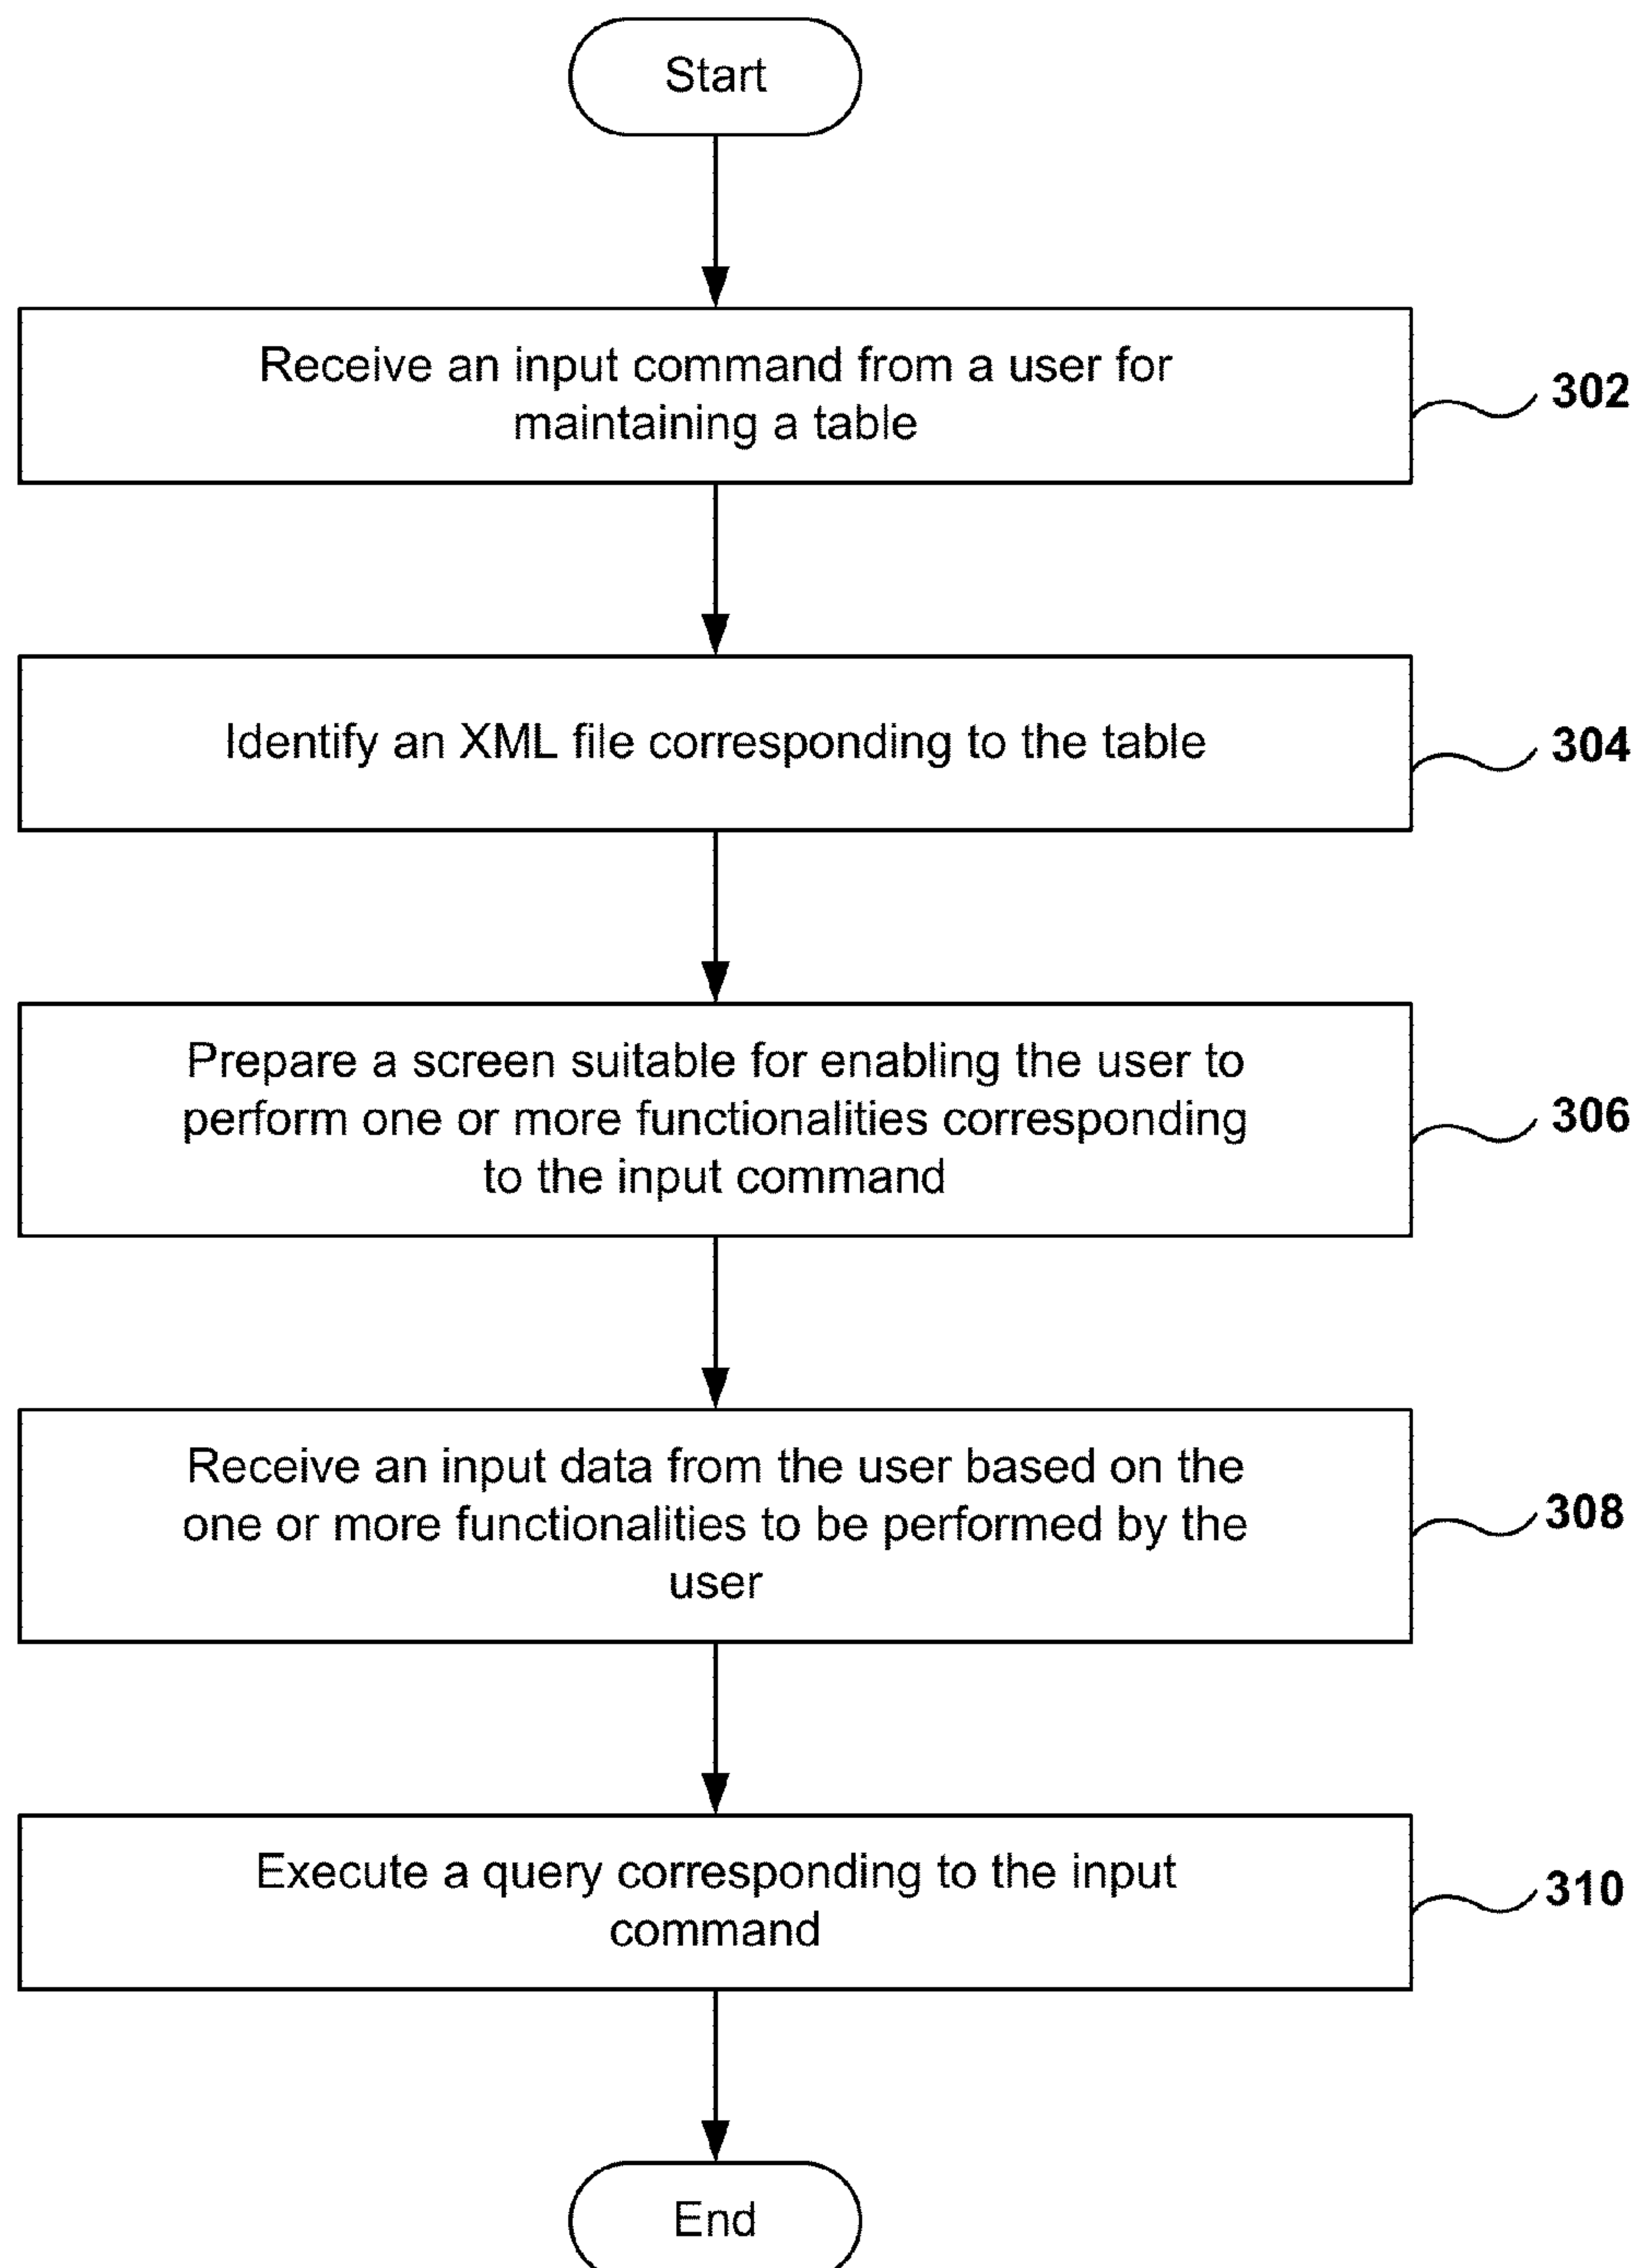 Start
Receive an input command from a user for
maintaining a table
302
Identify an XML file corresponding to the table
304
Prepare a screen suitable for enabling the user to
perform one or more functionalities corresponding
to the input command
306
Receive an input data from the user based on the
one or more functionalities to be performed by the
user
308
Execute a query corresponding to the input
command
310
End